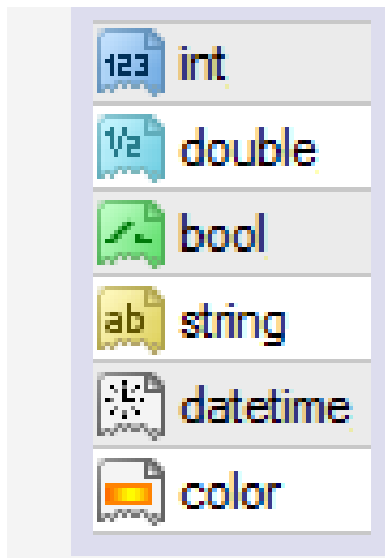 123 int
1/2 double
bool
ab string
datetime
color